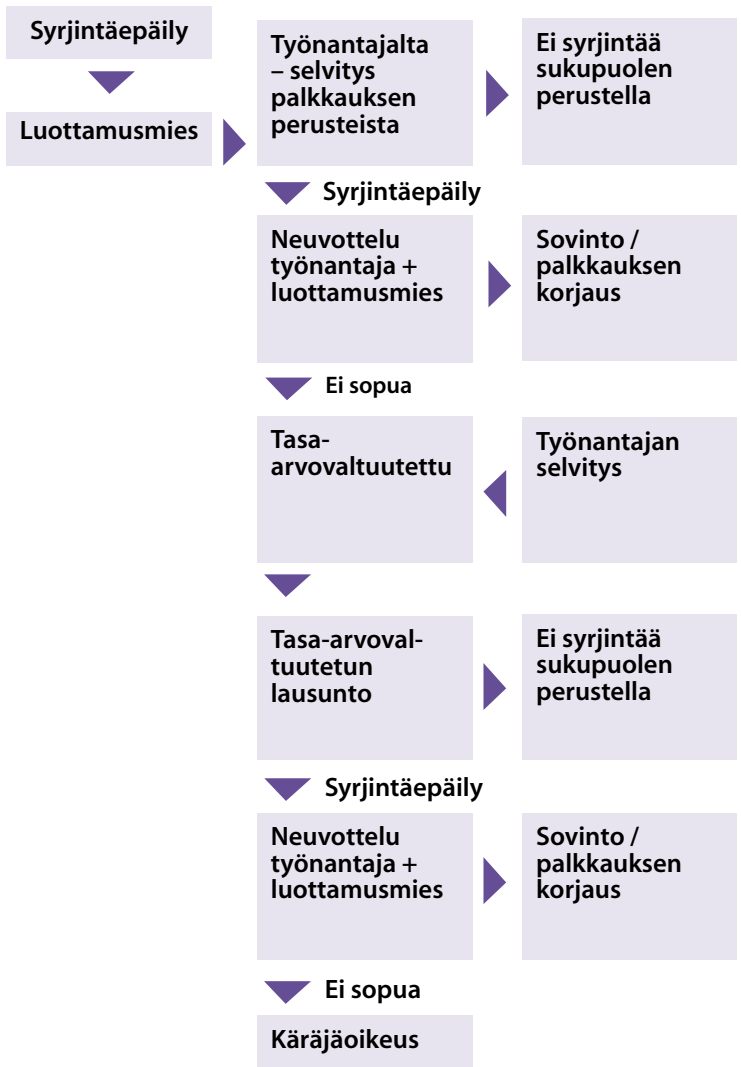 Syrjintäepäily
Luottamusmies
Työnantajalta
– selvitys
palkkauksen
perusteista
Ei syrjintää
sukupuolen
perustella
Syrjintäepäily
Neuvottelu
työnantaja +
luottamusmies
Sovinto /
palkkauksen
korjaus
Ei sopua
Tasa-
arvovaltuutettu
Työnantajan
selvitys
Tasa-arvoval-
tuutetun
lausunto
Ei syrjintää
sukupuolen
perustella
Syrjintäepäily
Neuvottelu
työnantaja +
luottamusmies
Sovinto /
palkkauksen
korjaus
Ei sopua
Käräjäoikeus